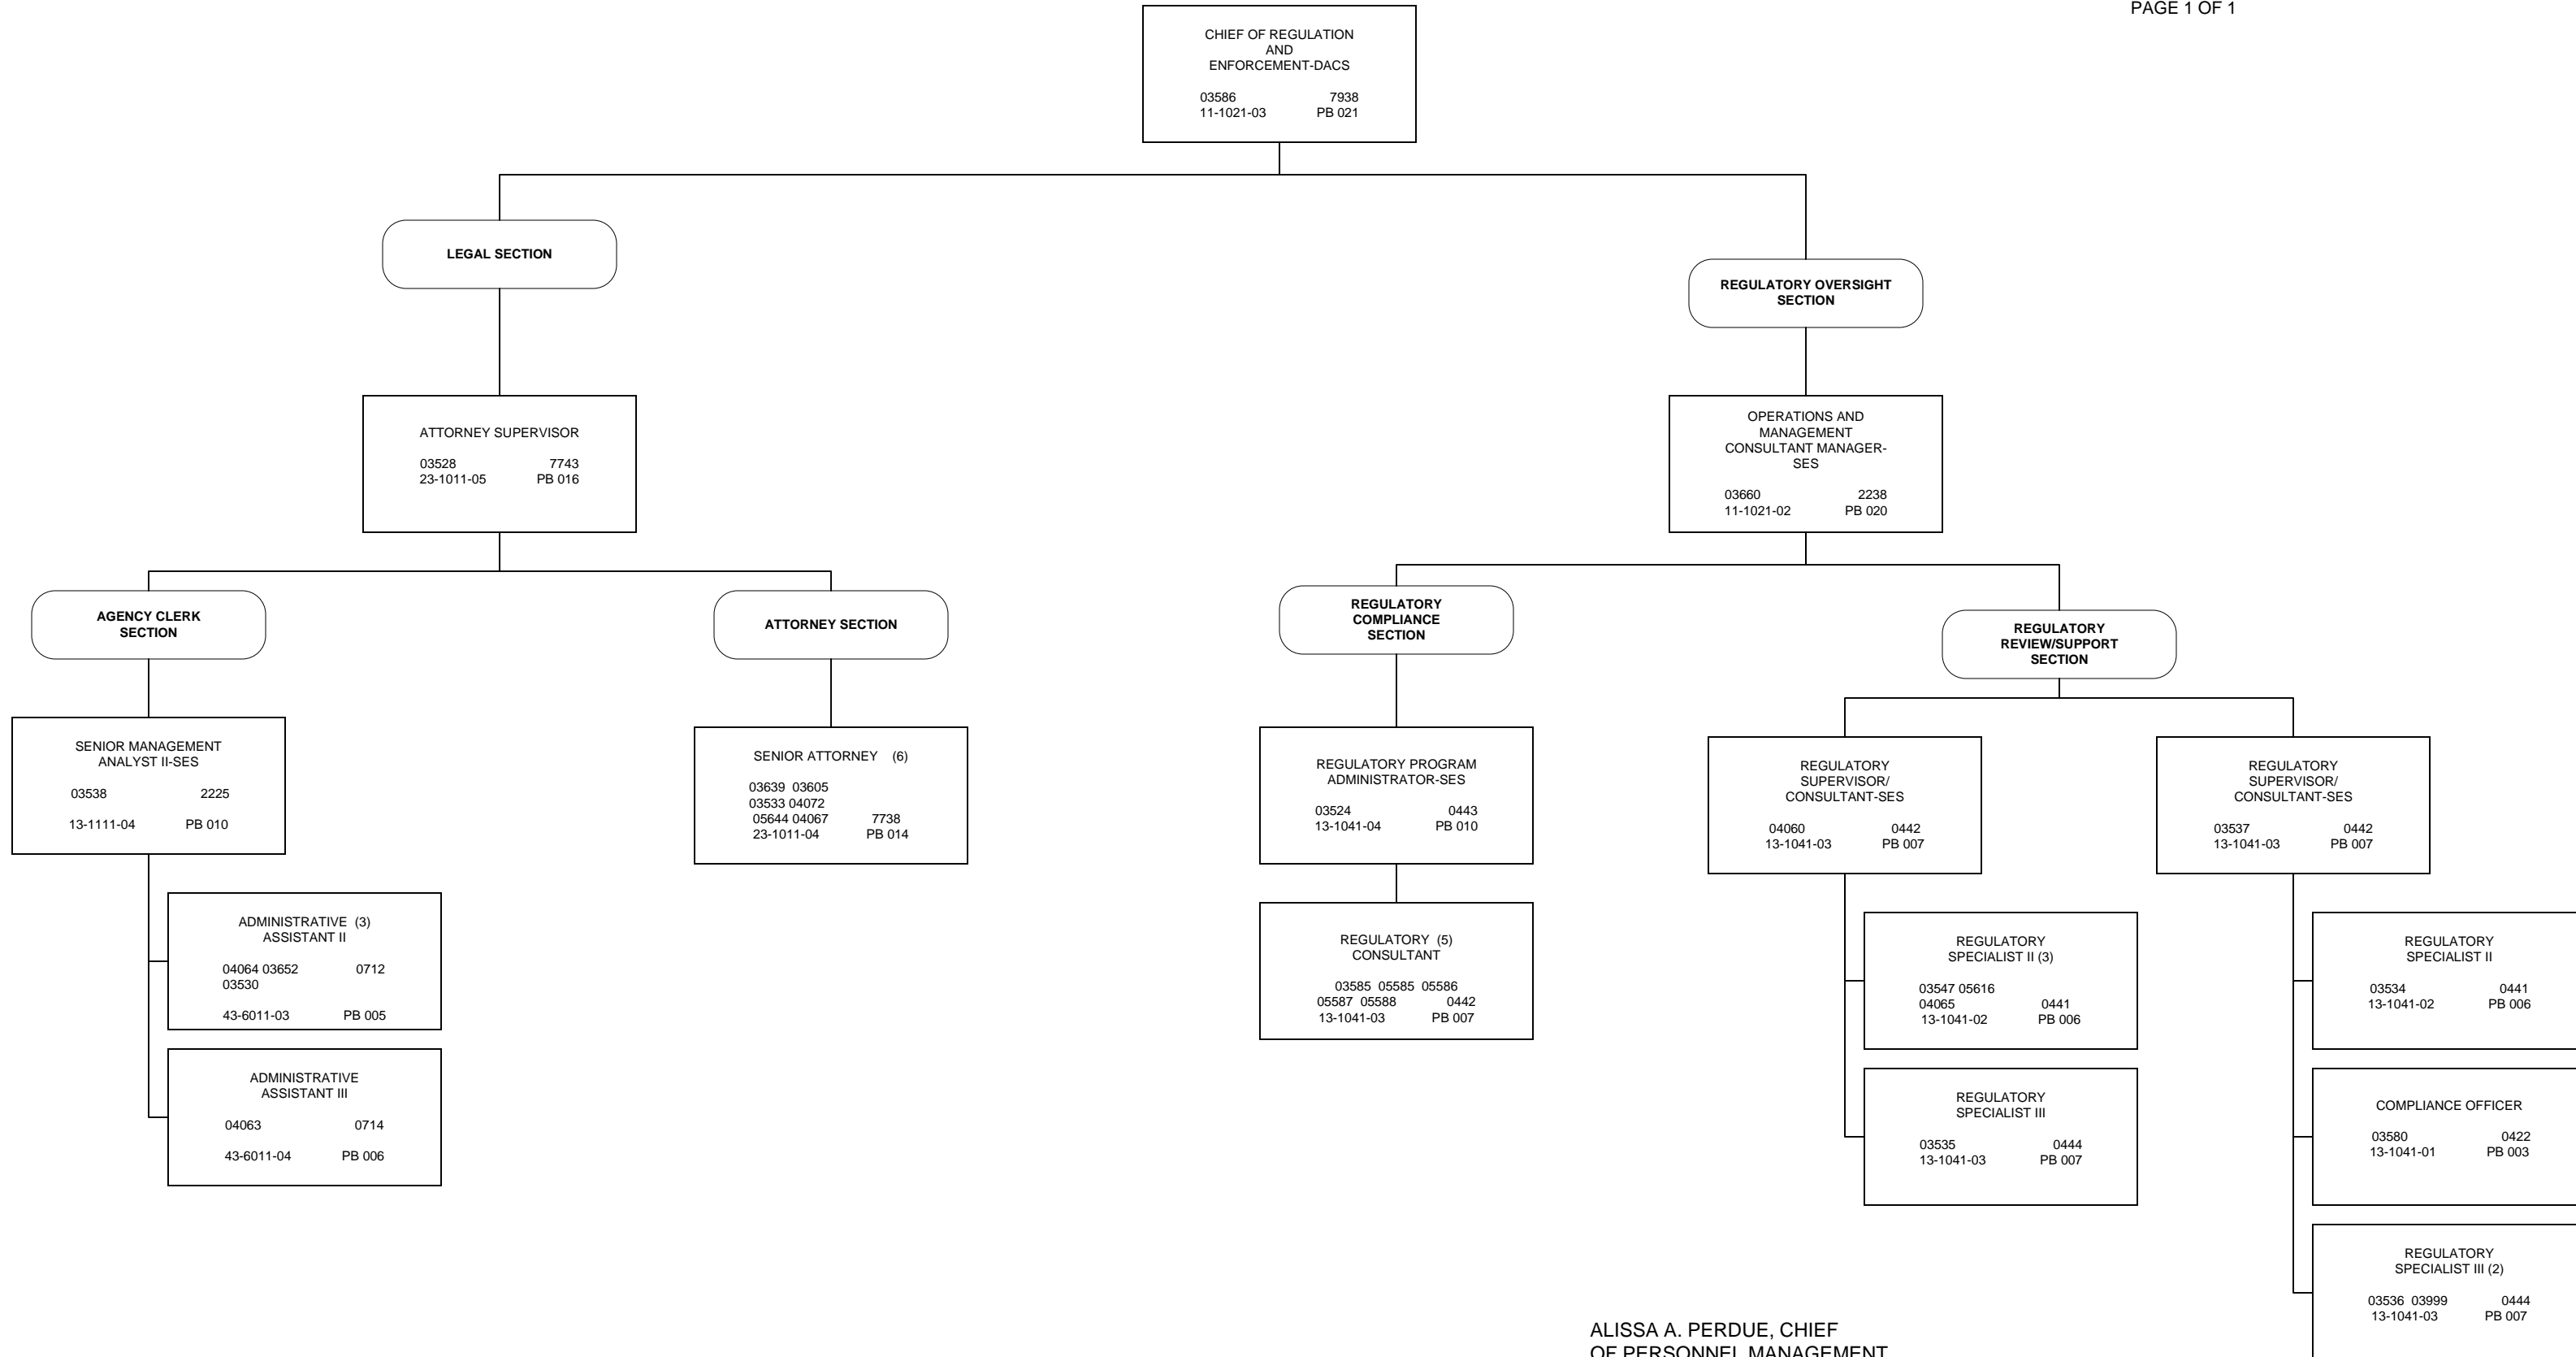 PAGE 1 OF 1
CHIEF OF REGULATION
AND
ENFORCEMENT-DACS
03586 7938
11-1021-03 PB 021
LEGAL SECTION
REGULATORY OVERSIGHT
SECTION
ATTORNEY SUPERVISOR
03528 7743
23-1011-05 PB 016
OPERATIONS AND
MANAGEMENT
CONSULTANT MANAGER-
SES
03660 2238
11-1021-02 PB 020
AGENCY CLERK
SECTION
ATTORNEY SECTION
REGULATORY
COMPLIANCE
SECTION
REGULATORY
REVIEW/SUPPORT
SECTION
SENIOR MANAGEMENT
ANALYST II-SES
03538 2225
13-1111-04 PB 010
SENIOR ATTORNEY (6)
03639 03605
03533 04072
05644 04067 7738
23-1011-04 PB 014
REGULATORY PROGRAM
ADMINISTRATOR-SES
03524 0443
13-1041-04 PB 010
REGULATORY
SUPERVISOR/
CONSULTANT-SES
04060 0442
13-1041-03 PB 007
REGULATORY
SUPERVISOR/
CONSULTANT-SES
03537 0442
13-1041-03 PB 007
ADMINISTRATIVE (3)
ASSISTANT II
04064 03652 0712
03530
43-6011-03 PB 005
REGULATORY (5)
CONSULTANT
03585 05585 05586
05587 05588 0442
13-1041-03 PB 007
REGULATORY
SPECIALIST II (3)
03547 05616
04065 0441
13-1041-02 PB 006
REGULATORY
SPECIALIST II
03534 0441
13-1041-02 PB 006
ADMINISTRATIVE
ASSISTANT III
04063 0714
43-6011-04 PB 006
REGULATORY
SPECIALIST III
03535 0444
13-1041-03 PB 007
COMPLIANCE OFFICER
03580 0422
13-1041-01 PB 003
REGULATORY
SPECIALIST III (2)
03536 03999 0444
13-1041-03 PB 007
ALISSA A. PERDUE, CHIEF
OF PERSONNEL MANAGEMENT